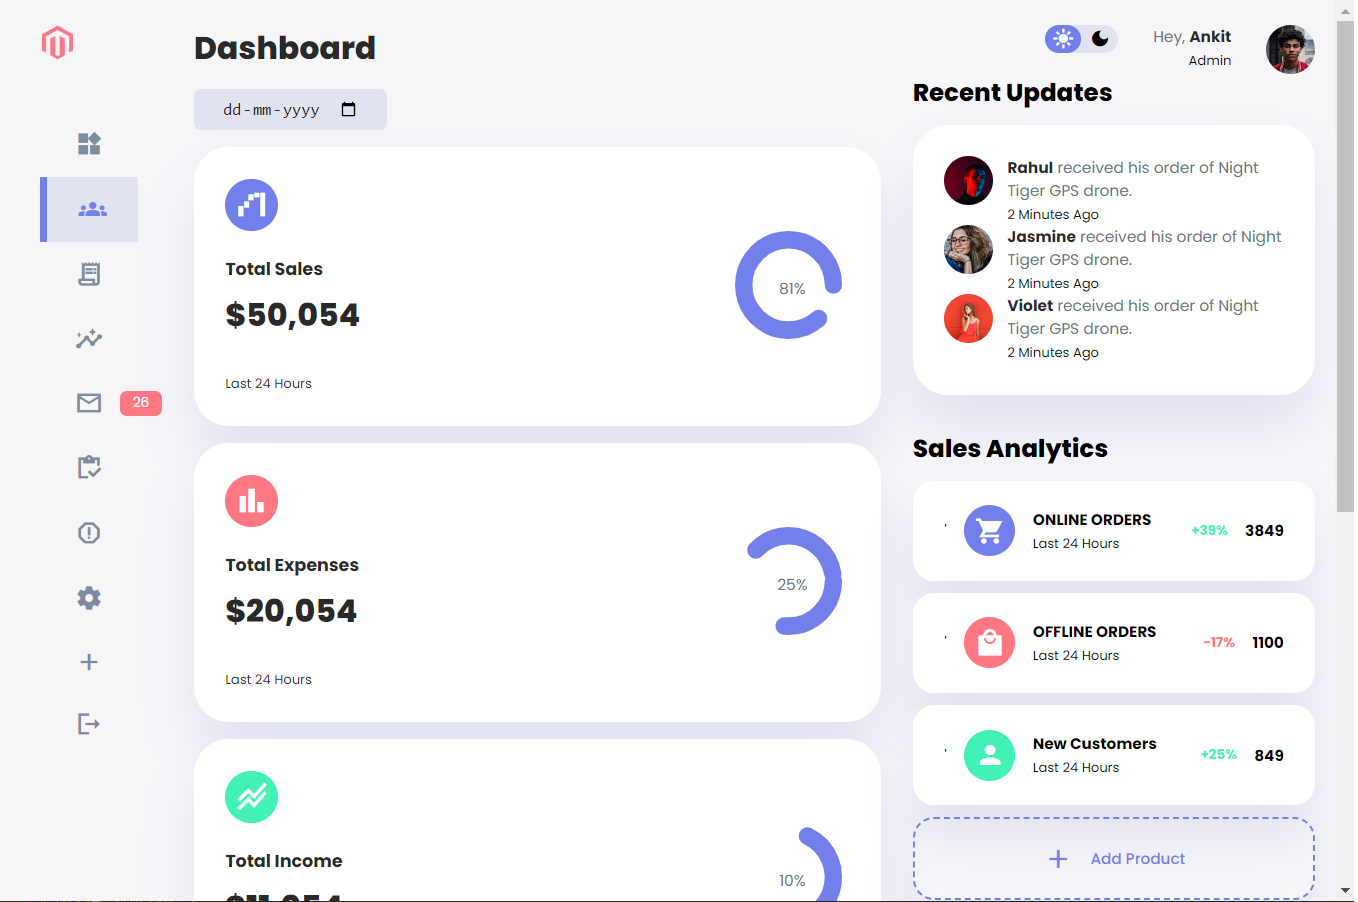 Dashboard
dd-mm-yyyy
26
Total Sales
$50,054
81%
Last 24 Hours
Total Expenses
$20,054
25%
Last 24 Hours
Total Income
10%
Hey, Ankit
Admin
Recent Updates
Rahul received his order of Night
Tiger GPS drone.
2 Minutes Ago
Jasmine received his order of Night
Tiger GPS drone.
2 Minutes Ago
Violet received his order of Night
Tiger GPS drone.
2 Minutes Ago
Sales Analytics
ONLINE ORDERS
Last 24 Hours
+39%
3849
OFFLINE ORDERS
Last 24 Hours
-17%
1100
New Customers
Last 24 Hours
+25%
849
Add Product